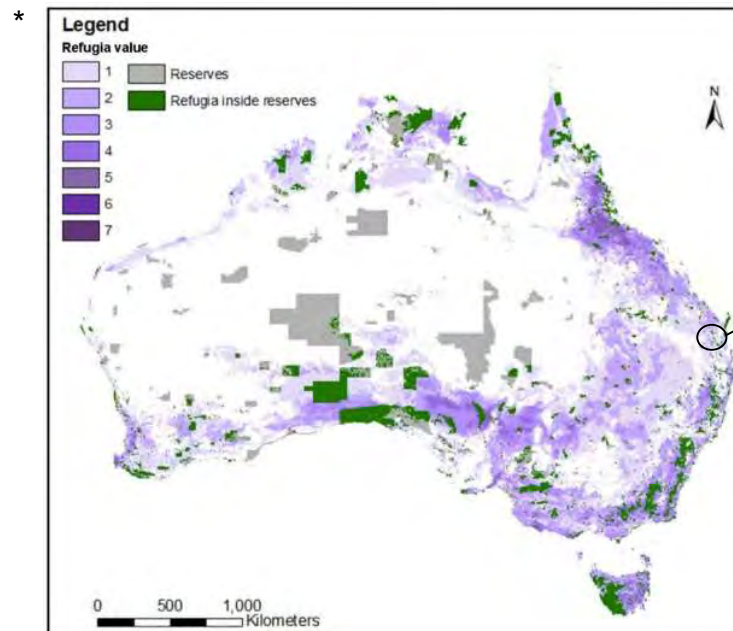 *
Legend
Refugia value
1
2
3
4
5
6
7
Reserves
Refugia inside reserves
N
0 500 1,000
Kilometers